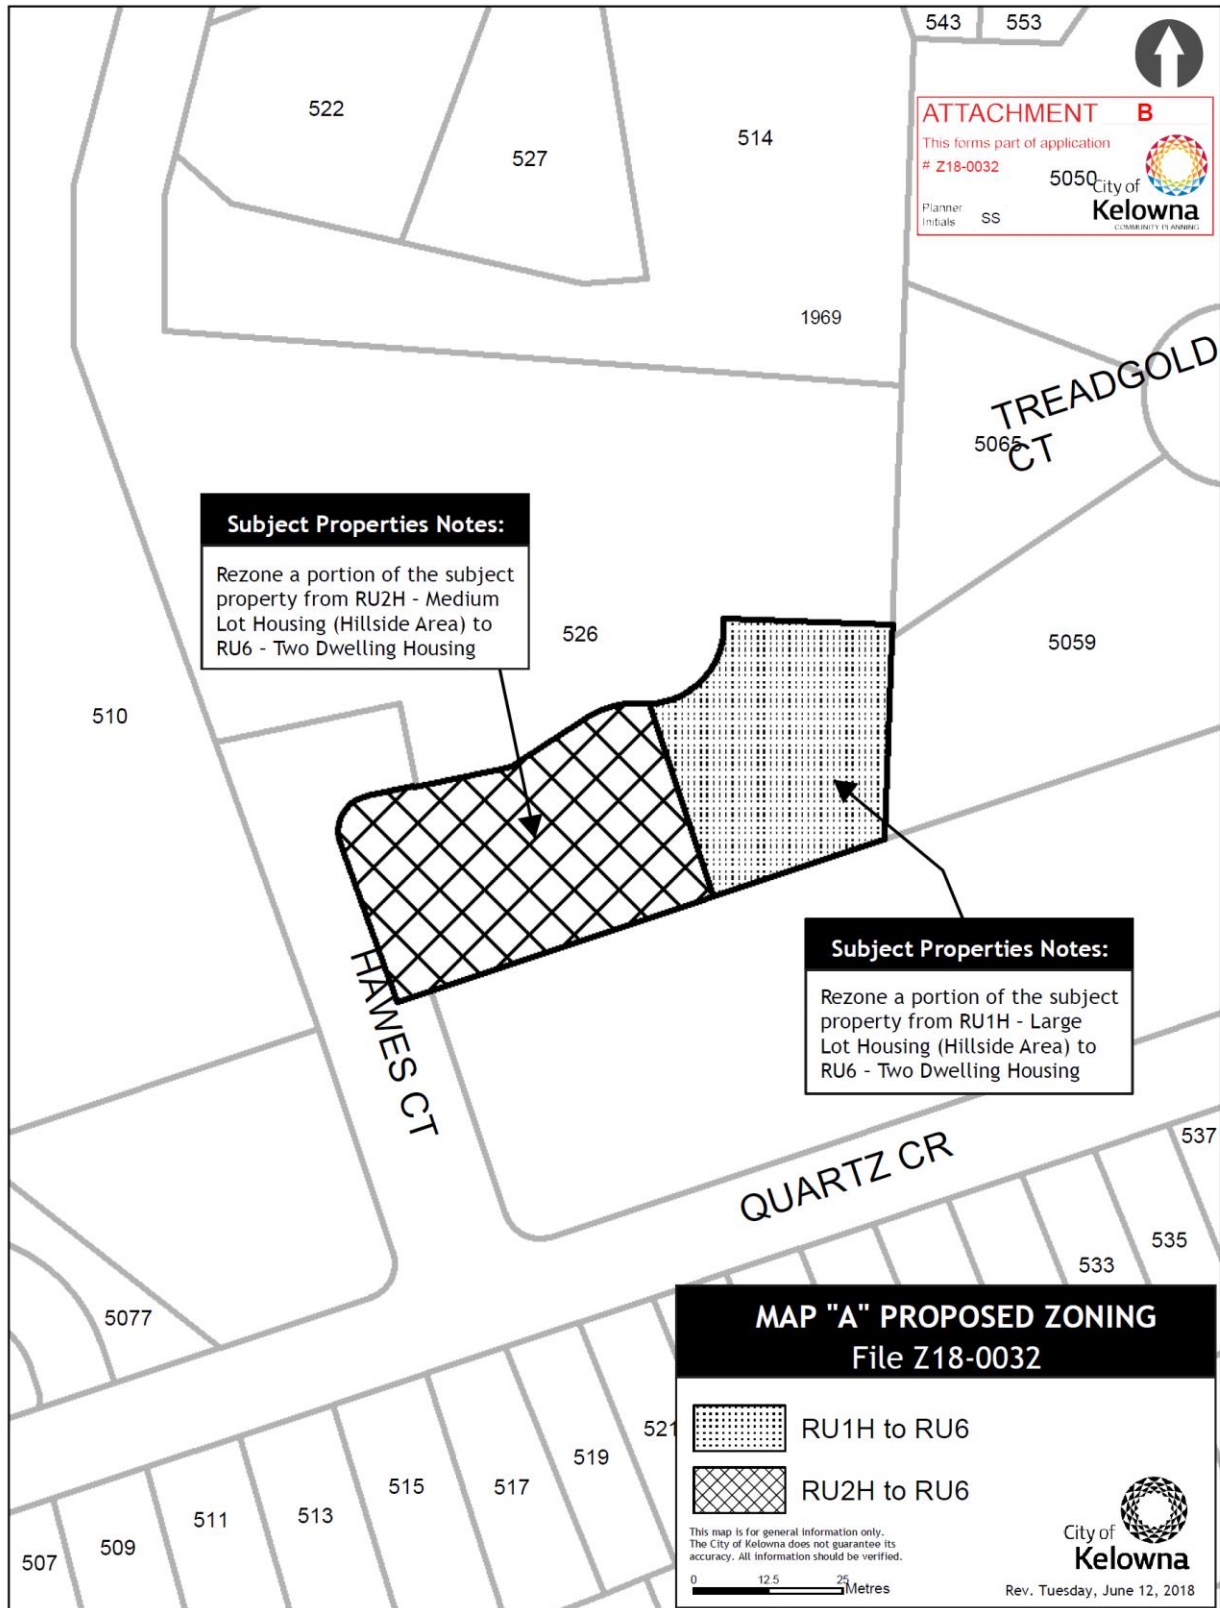 543
553
522
527
514
ATTACHMENT B
This forms part of application
# Z18-0032
5050
City of
Kelowna
COMMUNITY PLANNING
Planner
Initials
SS
1969
TREADGOLD
CT
5065
Subject Properties Notes:
Rezone a portion of the subject
property from RU2H - Medium
Lot Housing (Hillside Area) to
RU6 - Two Dwelling Housing
526
5059
510
Subject Properties Notes:
Rezone a portion of the subject
property from RU1H - Large
Lot Housing (Hillside Area) to
RU6 - Two Dwelling Housing
HAWES CT
QUARTZ CR
537
535
533
5077
521
519
517
515
513
511
509
507
MAP "A" PROPOSED ZONING
File Z18-0032
RU1H to RU6
RU2H to RU6
This map is for general information only.
The City of Kelowna does not guarantee its
accuracy. All information should be verified.
0 12.5 25 Metres
City of
Kelowna
Rev. Tuesday, June 12, 2018